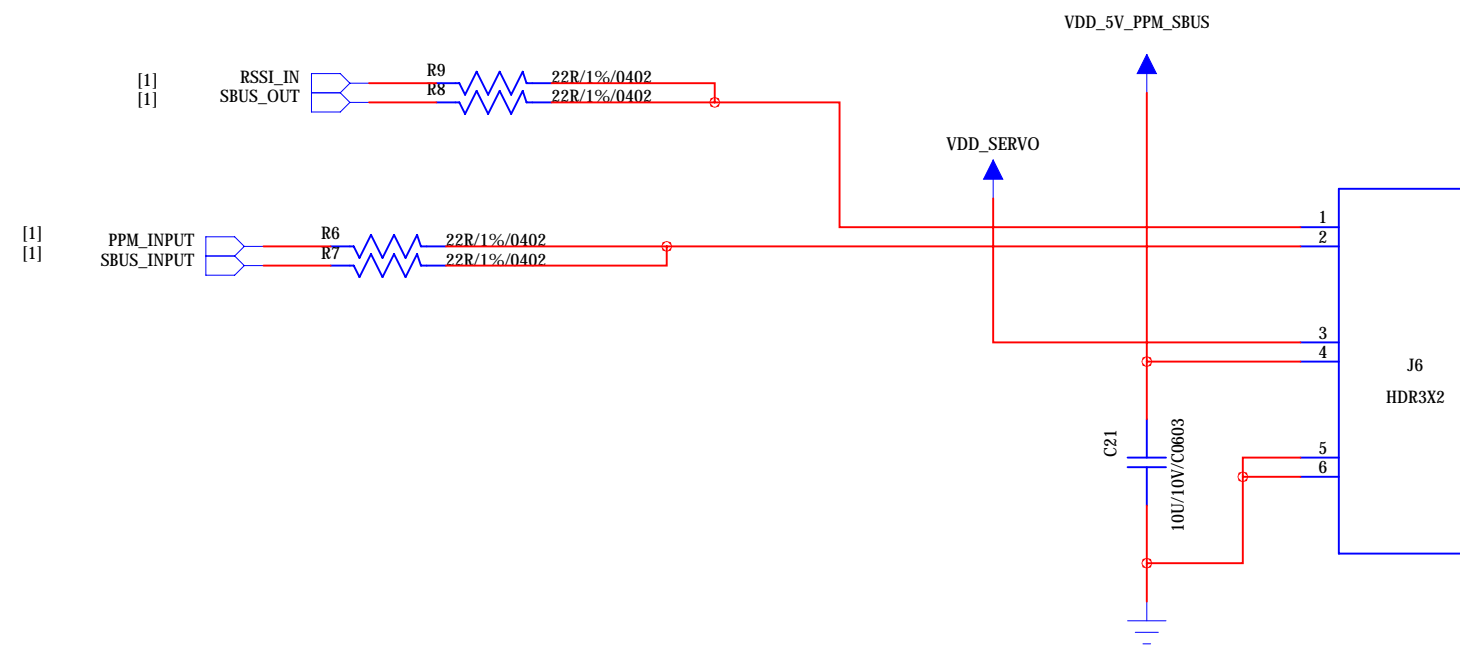 VDD_5V_PPM_SBUS
[1] RSSI_IN R9 22R/1%/0402
[1] SBUS_OUT R8 22R/1%/0402
VDD_SERVO
[1] PPM_INPUT R6 22R/1%/0402
[1] SBUS_INPUT R7 22R/1%/0402
1
2
3
4
J6
HDR3X2
C21
10U/10V/C0603
5
6